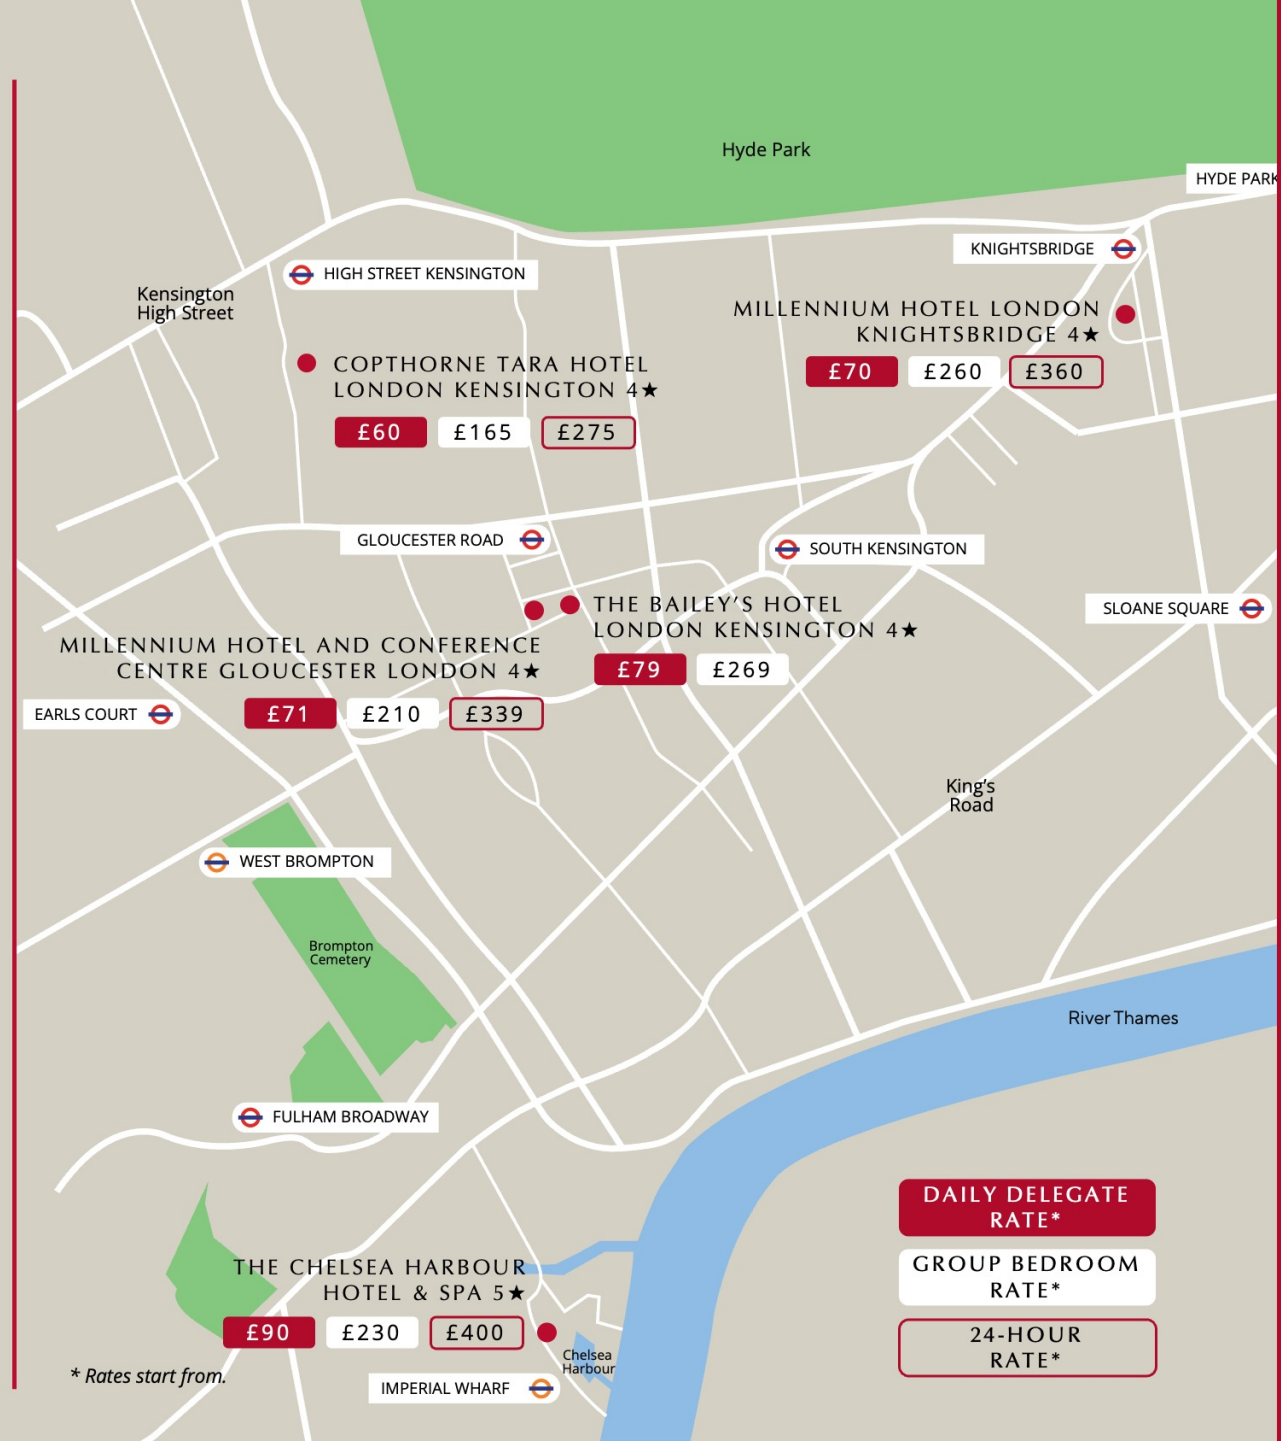 Hyde Park
HYDE PARK
KNIGHTSBRIDGE
HIGH STREET KENSINGTON
Kensington
High Street
MILLENNIUM HOTEL LONDON
KNIGHTSBRIDGE 4★
£70 £260 £360
COPTHORNE TARA HOTEL
LONDON KENSINGTON 4★
£60 £165 £275
GLOUCESTER ROAD
SOUTH KENSINGTON
THE BAILEY’S HOTEL
LONDON KENSINGTON 4★
£79 £269
SLOANE SQUARE
MILLENNIUM HOTEL AND CONFERENCE
CENTRE GLOUCESTER LONDON 4★
£71 £210 £339
EARLS COURT
King’s
Road
WEST BROMPTON
Brompton
Cemetery
River Thames
FULHAM BROADWAY
THE CHELSEA HARBOUR
HOTEL & SPA 5★
£90 £230 £400
Chelsea
Harbour
* Rates start from.
IMPERIAL WHARF
DAILY DELEGATE
RATE*
GROUP BEDROOM
RATE*
24-HOUR
RATE*